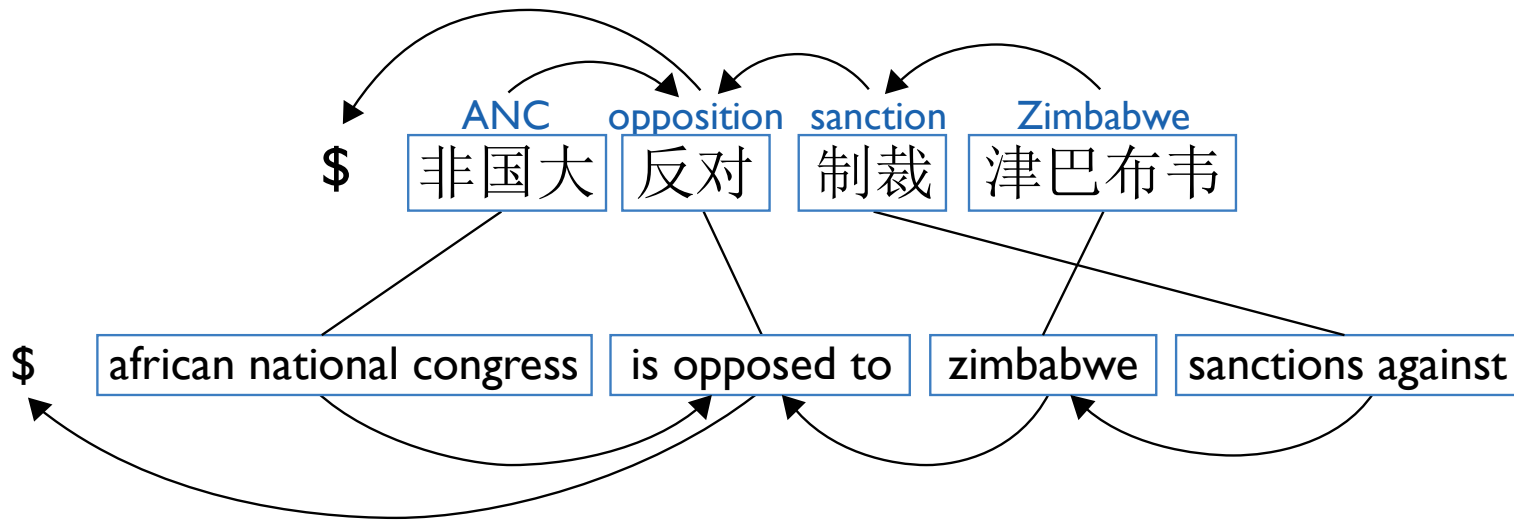 ANC opposition sanction Zimbabwe
$ 非国大 反对 制裁 津巴布韦
$ african national congress is opposed to zimbabwe sanctions against